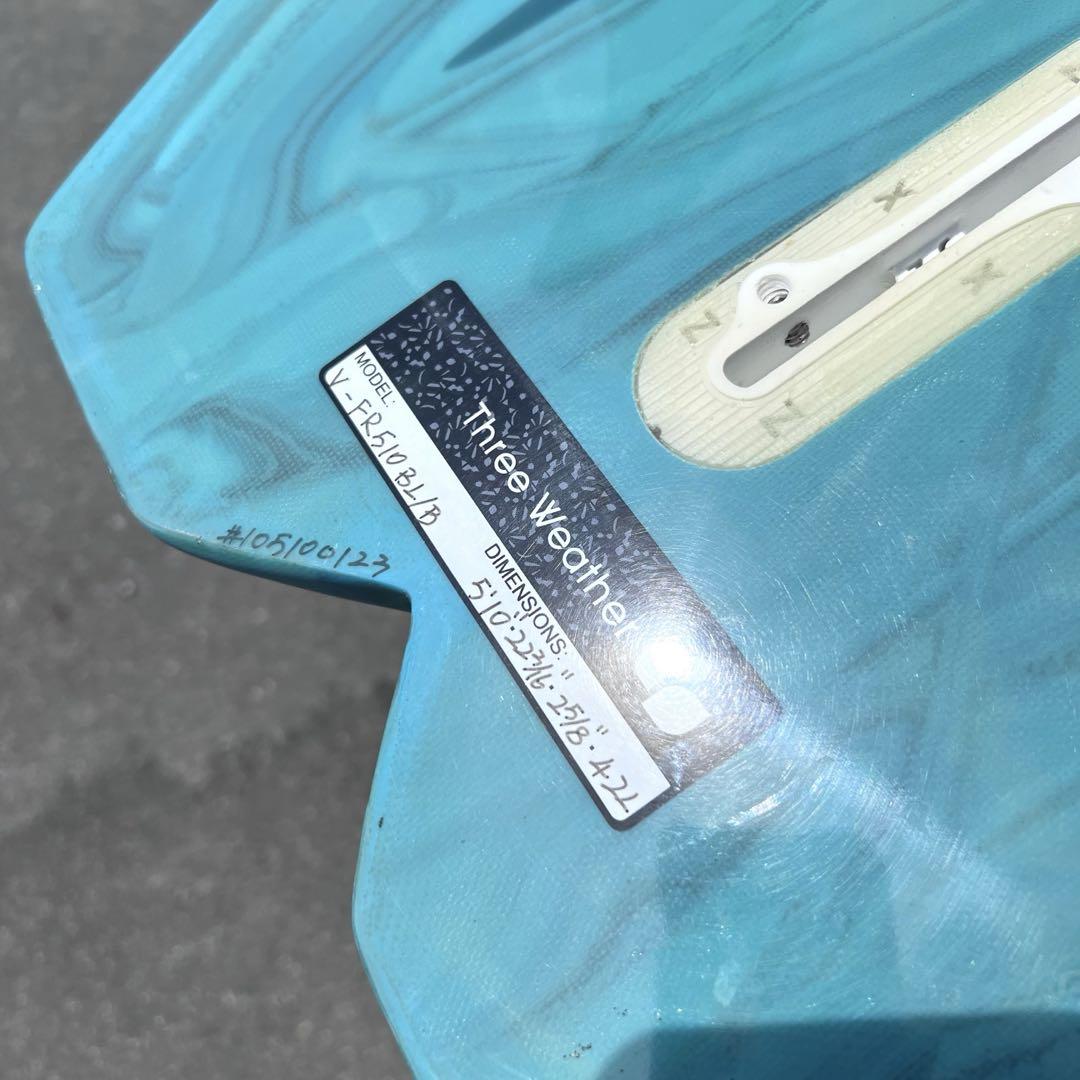 Three Weather
MODEL:
V-FR510BL/B
DIMENSIONS:
5'10". 22 3/16". 2 5/8". 42L
#105100123
X
X
Z
Z